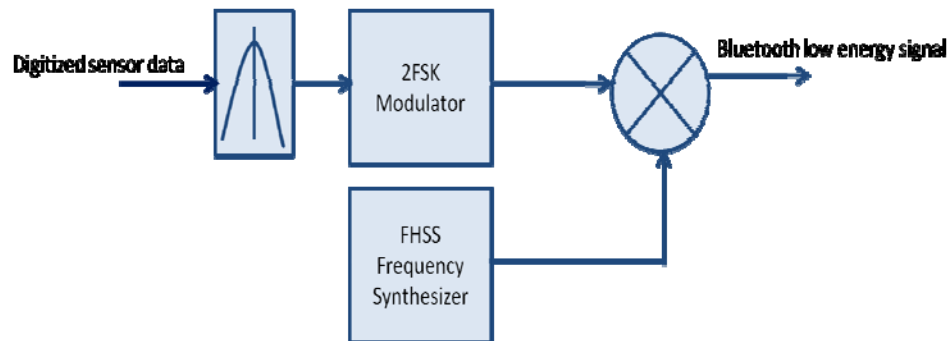 Digitized sensor data
2FSK
Modulator
Bluetooth low energy signal
FHSS
Frequency
Synthesizer